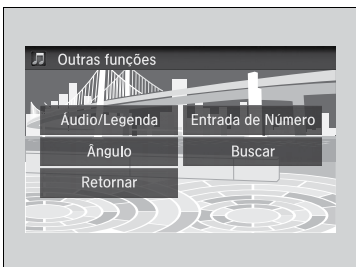 Outras funções
Áudio/Legenda
Entrada de Número
Ângulo
Buscar
Retornar